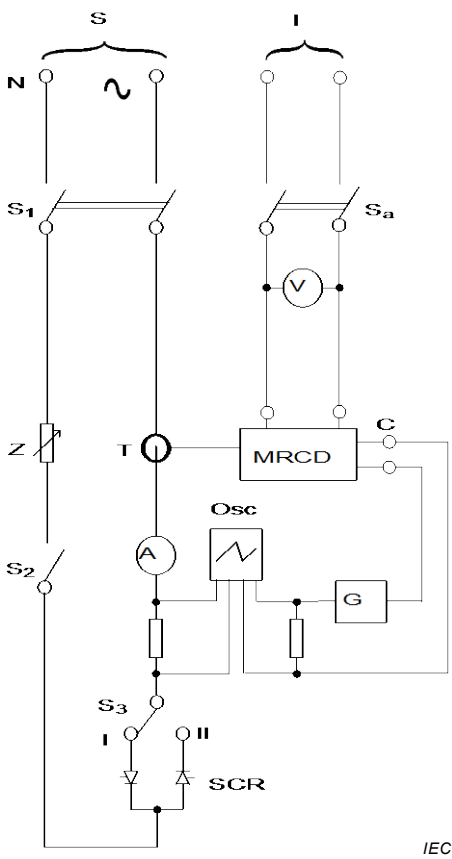 S I
N ~
S1 Sa
V
Z T MRCD C
Osc
S2 A
G
S3
I II
SCR
IEC